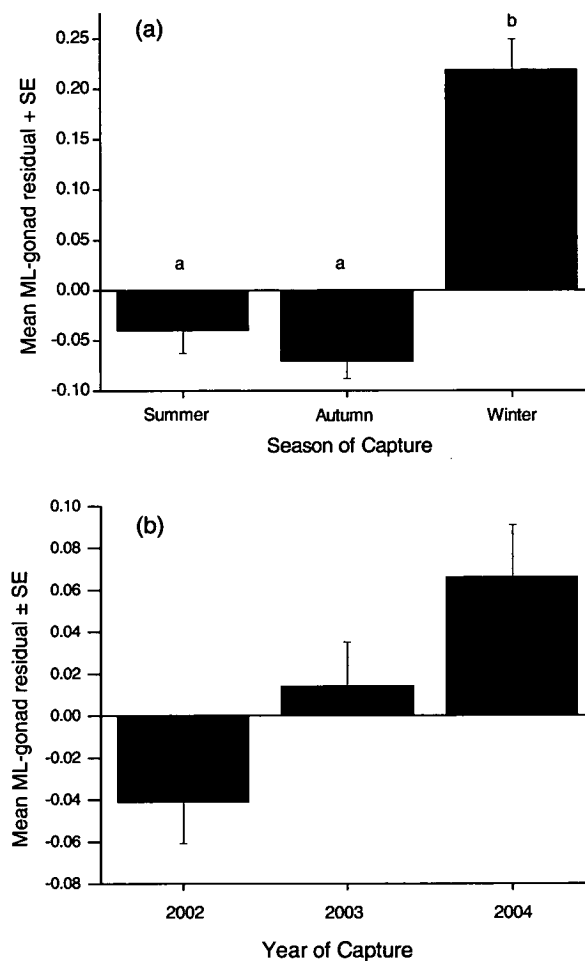 (a)
b
0.25
0.20
0.15
0.10
0.05
0.00
-0.05
-0.10
a
a
Mean ML-gonad residual + SE
Summer
Autumn
Winter
Season of Capture
(b)
0.10
0.08
0.06
0.04
0.02
0.00
-0.02
-0.04
-0.06
-0.08
Mean ML-gonad residual ± SE
2002
2003
2004
Year of Capture